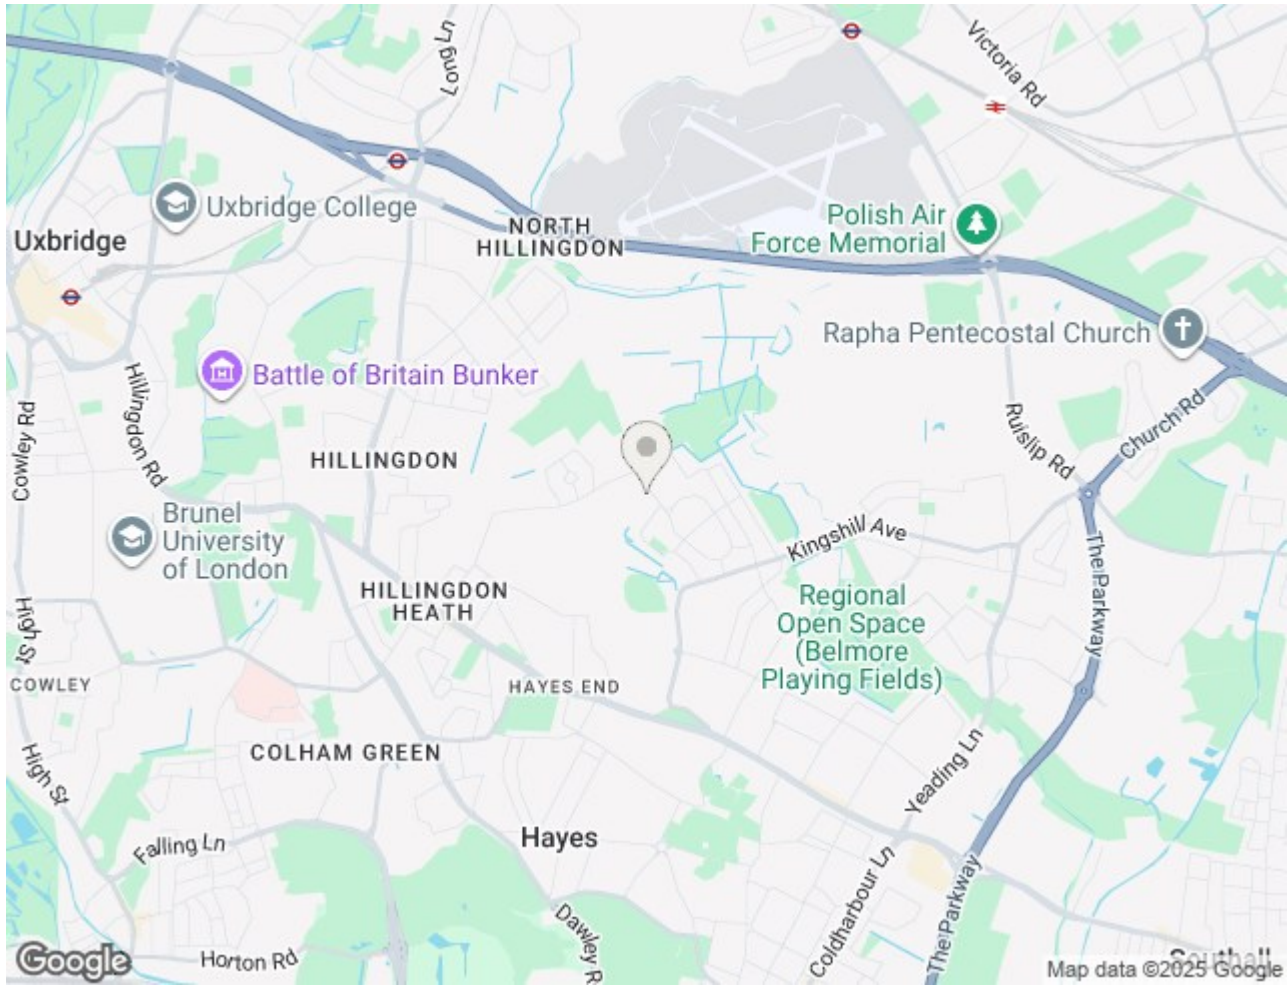 Long Ln
Victoria Rd
Uxbridge College
Polish Air
Force Memorial
NORTH
HILLINGDON
Uxbridge
Rapha Pentecostal Church
Battle of Britain Bunker
Hillingdon Rd
Cowley Rd
Ruislip Rd
Church Rd
HILLINGDON
Brunel
University
of London
Kingshill Ave
The Parkway
HILLINGDON
HEATH
Regional
Open Space
(Belmore
Playing Fields)
High St
COWLEY
HAYES END
COLHAM GREEN
High St
Yeading Ln
Falling Ln
Hayes
Coldharbour Ln
The Parkway
Dawley R
Horton Rd
Google
Southall
Map data ©2025 Google